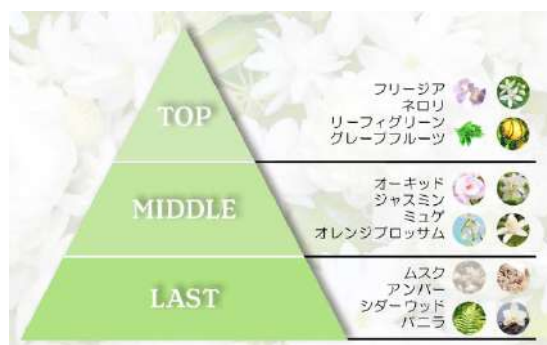 TOP
フリージア
ネロリ
リーフィグリーン
グレープフルーツ
MIDDLE
オーキッド
ジャスミン
ミュゲ
オレンジブロッサム
LAST
ムスク
アンバー
シダーウッド
バニラ